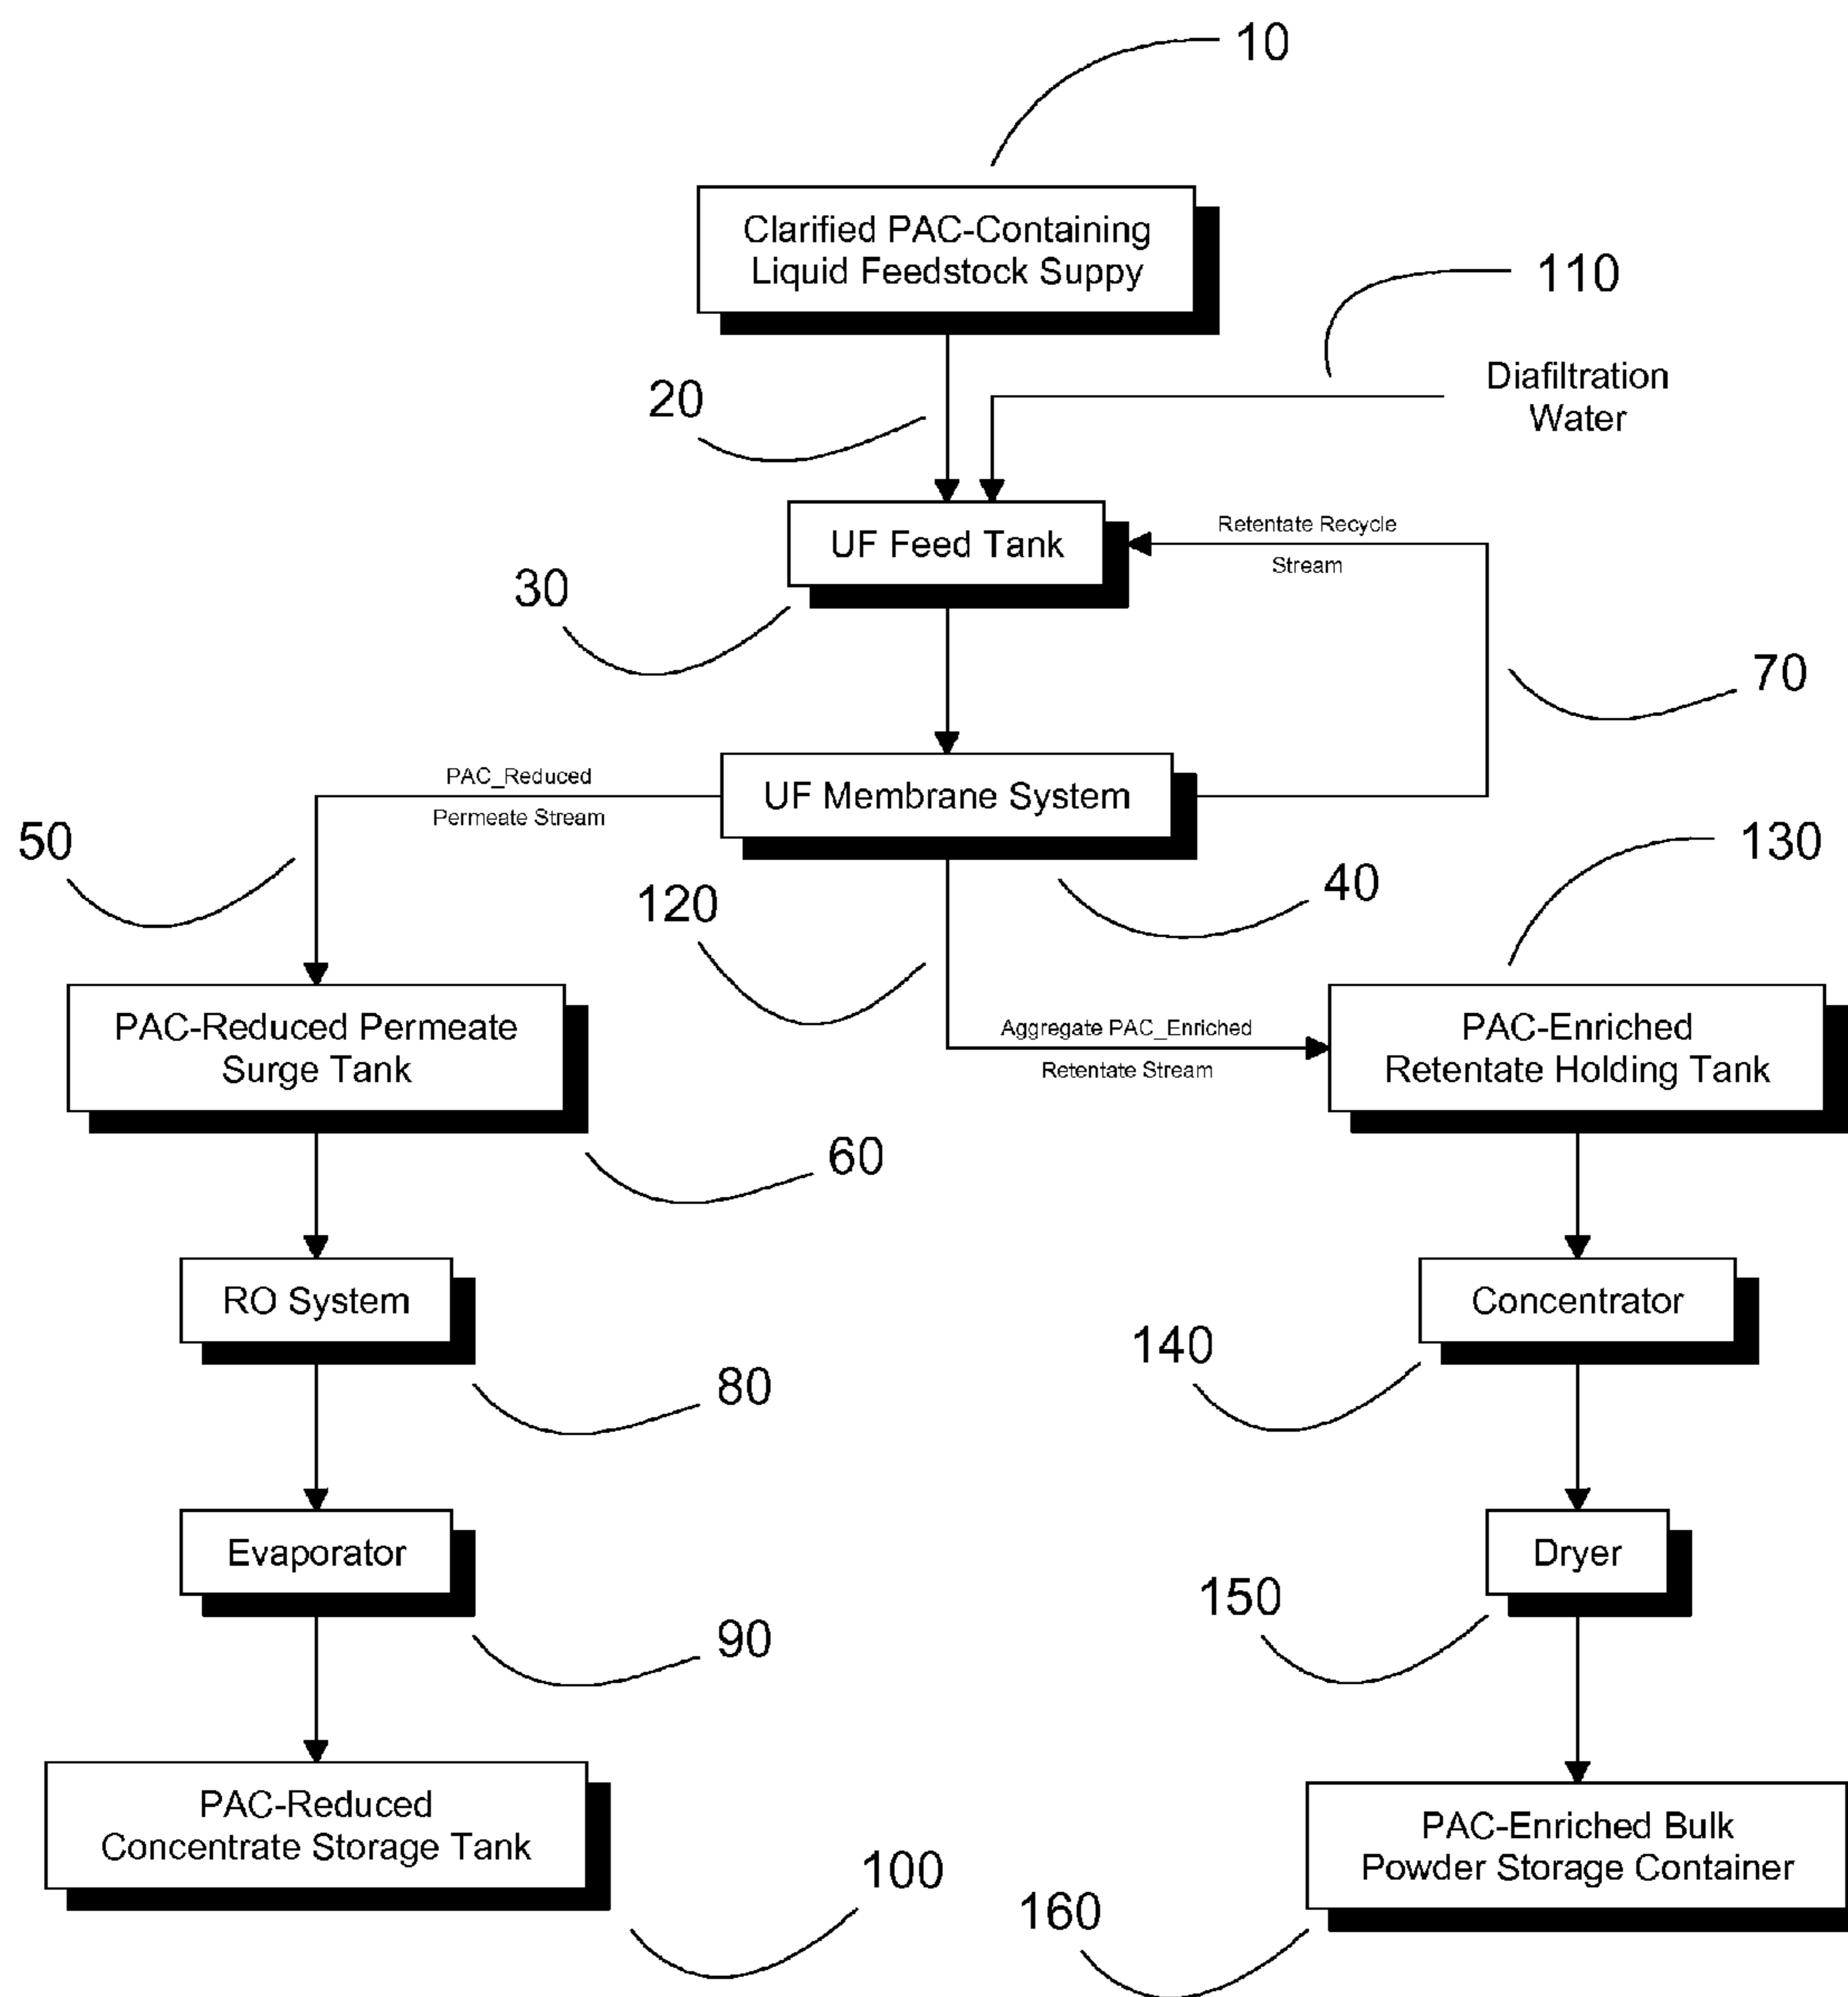 10
Clarified PAC-Containing
Liquid Feedstock Suppy
110
Diafiltration
Water
20
UF Feed Tank
Retentate Recycle
Stream
30
70
UF Membrane System
PAC_Reduced
Permeate Stream
50
40
130
120
PAC-Reduced Permeate
Surge Tank
Aggregate PAC_Enriched
Retentate Stream
PAC-Enriched
Retentate Holding Tank
60
RO System
Concentrator
80
140
Evaporator
Dryer
90
150
PAC-Reduced
Concentrate Storage Tank
PAC-Enriched Bulk
Powder Storage Container
100
160